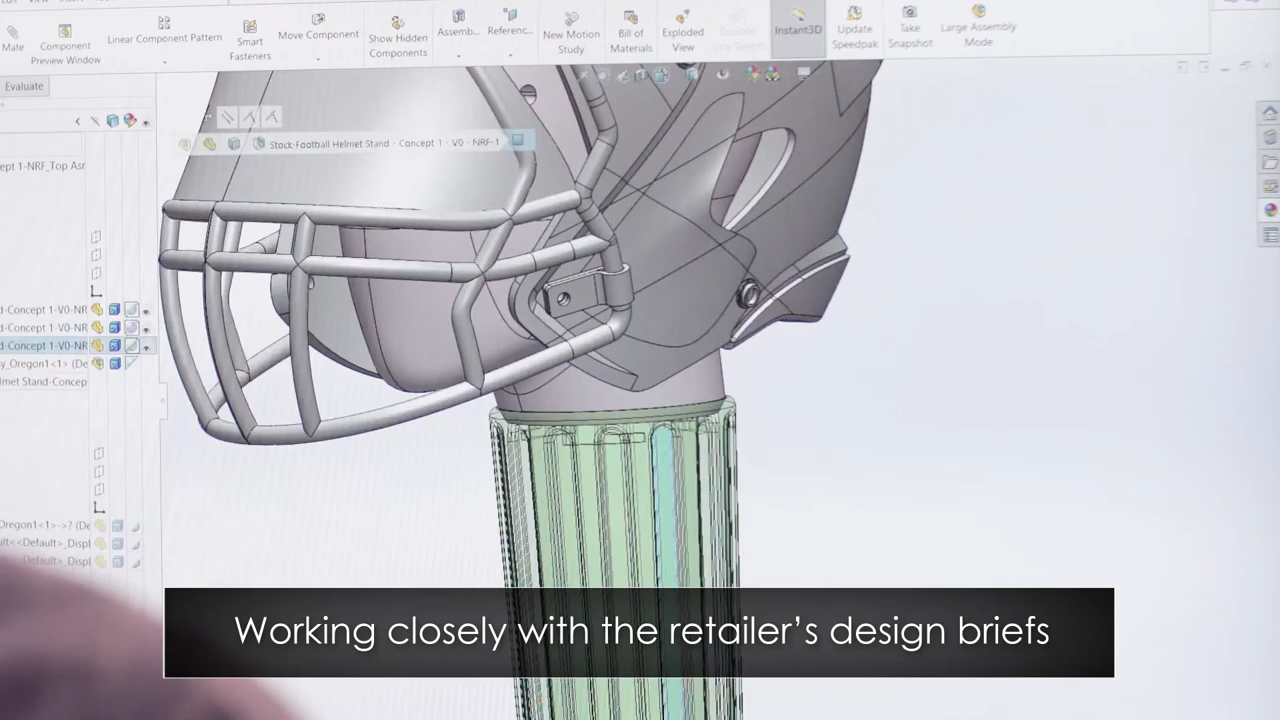 Mate
Component
Preview Window
Linear Component Pattern
Smart
Fasteners
Move Component
Show Hidden
Components
Assemb...
Referenc...
New Motion
Study
Bill of
Materials
Exploded
View
Instant3D
Update
Speedpak
Take
Snapshot
Large Assembly
Mode
Evaluate
Stock-Football Helmet Stand - Concept 1 - V0 - NRF-1
ept 1-NRF_Top Asr
d-Concept 1-V0-NR
d-Concept 1-V0-NR
d-Concept 1-V0-NR
y_Oregon1<1> (De
lmet Stand-Concep
Oregon1<1>->? (De
ult<<Default>_Displ
Default>_Displ
Working closely with the retailer's design briefs